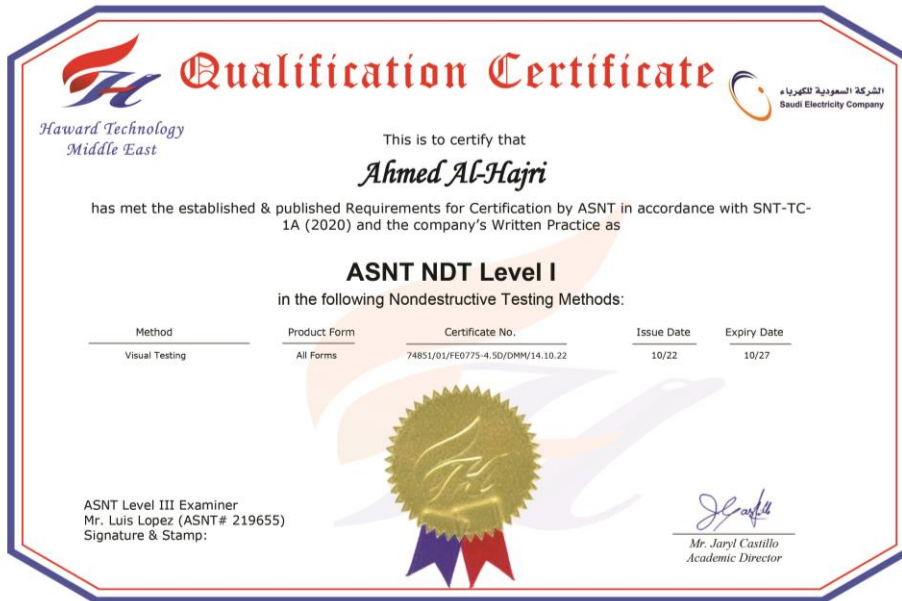 Qualification Certificate
Haward Technology
Middle East
الشركة السعودية للكهرباء
Saudi Electricity Company
This is to certify that
Ahmed Al-Hajri
has met the established & published Requirements for Certification by ASNT in accordance with SNT-TC-
1A (2020) and the company's Written Practice as
ASNT NDT Level I
in the following Nondestructive Testing Methods:
Method Product Form Certificate No. Issue Date Expiry Date
Visual Testing All Forms 74851/01/FE0775-4.5D/DMM/14.10.22 10/22 10/27
ASNT Level III Examiner
Mr. Luis Lopez (ASNT# 219655)
Signature & Stamp:
Mr. Jaryl Castillo
Academic Director